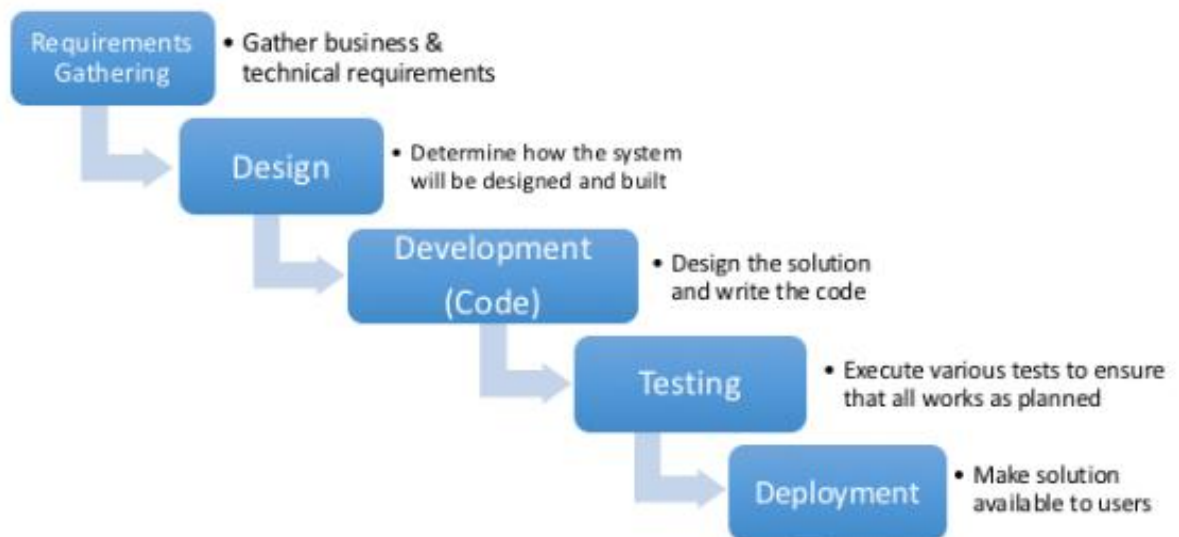 Requirements
Gathering
• Gather business &
technical requirements
Design
• Determine how the system
will be designed and built
Development
(Code)
• Design the solution
and write the code
Testing
• Execute various tests to ensure
that all works as planned
Deployment
• Make solution
available to users